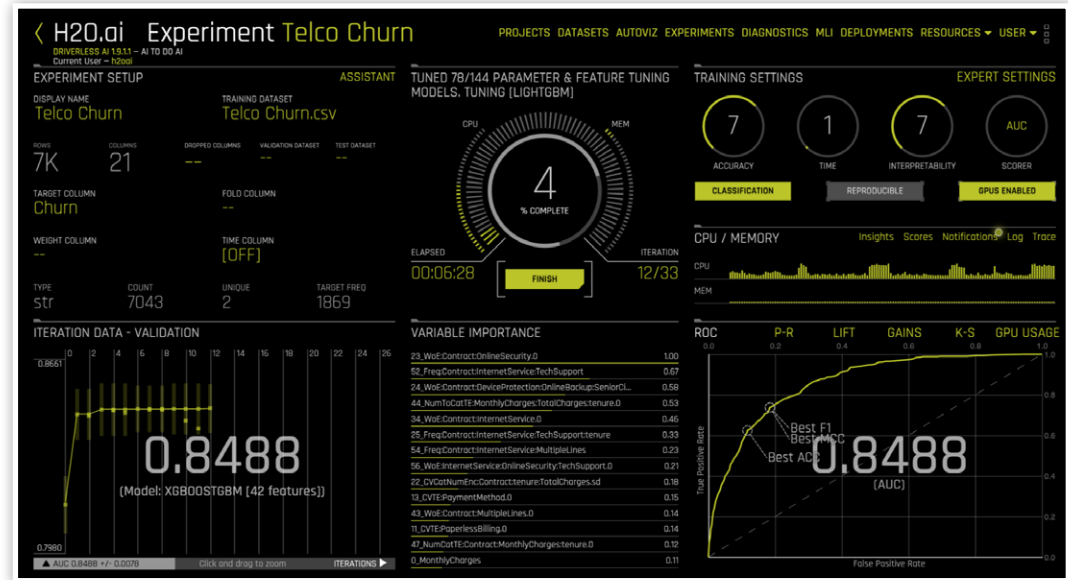 H2O.ai Experiment Telco Churn
DRIVERLESS AI 1.9.1.1 – AI TO DO AI
Current User – h2oai
PROJECTS DATASETS AUTOVIZ EXPERIMENTS DIAGNOSTICS MLI DEPLOYMENTS RESOURCES USER
EXPERIMENT SETUP ASSISTANT
DISPLAY NAME TRAINING DATASET
Telco Churn Telco Churn.csv
ROWS COLUMNS DROPPED COLUMNS VALIDATION DATASET TEST DATASET
7K 21 -- -- --
TARGET COLUMN FOLD COLUMN
Churn --
WEIGHT COLUMN TIME COLUMN
-- [OFF]
TYPE COUNT UNIQUE TARGET FREQ
str 7043 2 1869
TUNED 78/144 PARAMETER & FEATURE TUNING
MODELS. TUNING [LIGHTGBM]
CPU MEM
4
% COMPLETE
ELAPSED ITERATION
00:06:28 FINISH 12/33
TRAINING SETTINGS EXPERT SETTINGS
7 1 7 AUC
ACCURACY TIME INTERPRETABILITY SCORER
CLASSIFICATION REPRODUCIBLE GPUS ENABLED
CPU / MEMORY Insights Scores Notifications Log Trace
CPU
MEM
ITERATION DATA - VALIDATION
0 2 4 6 8 10 12 14 16 18 20 22 24 26
0.8661
0.8488
(Model: XGBOOSTGBM [42 features])
0.7980
AUC 0.8488 +/- 0.0078 Click and drag to zoom ITERATIONS
VARIABLE IMPORTANCE
23_WoE:Contract:OnlineSecurity.0 1.00
52_Freq:Contract:InternetService:TechSupport 0.67
24_WoE:Contract:DeviceProtection:OnlineBackup:SeniorCi... 0.58
44_NumToCatTE:MonthlyCharges:TotalCharges:tenure.0 0.53
34_WoE:Contract:InternetService.0 0.46
25_Freq:Contract:InternetService:TechSupport:tenure 0.33
54_Freq:Contract:InternetService:MultipleLines 0.23
56_WoE:InternetService:OnlineSecurity:TechSupport.0 0.21
22_CVCatNumEnc:Contract:tenure:TotalCharges.sd 0.18
13_CVTE:PaymentMethod.0 0.15
43_WoE:Contract:MultipleLines.0 0.14
11_CVTE:PaperlessBilling.0 0.14
47_NumCatTE:Contract:MonthlyCharges:tenure.0 0.12
0_MonthlyCharges 0.11
ROC P-R LIFT GAINS K-S GPU USAGE
0.0 0.2 0.4 0.6 0.8 1.0
1.0
0.8
0.6
0.4
0.2
0.0
Best F1
Best MCC
Best ACC
0.8488
(AUC)
True Positive Rate
False Positive Rate